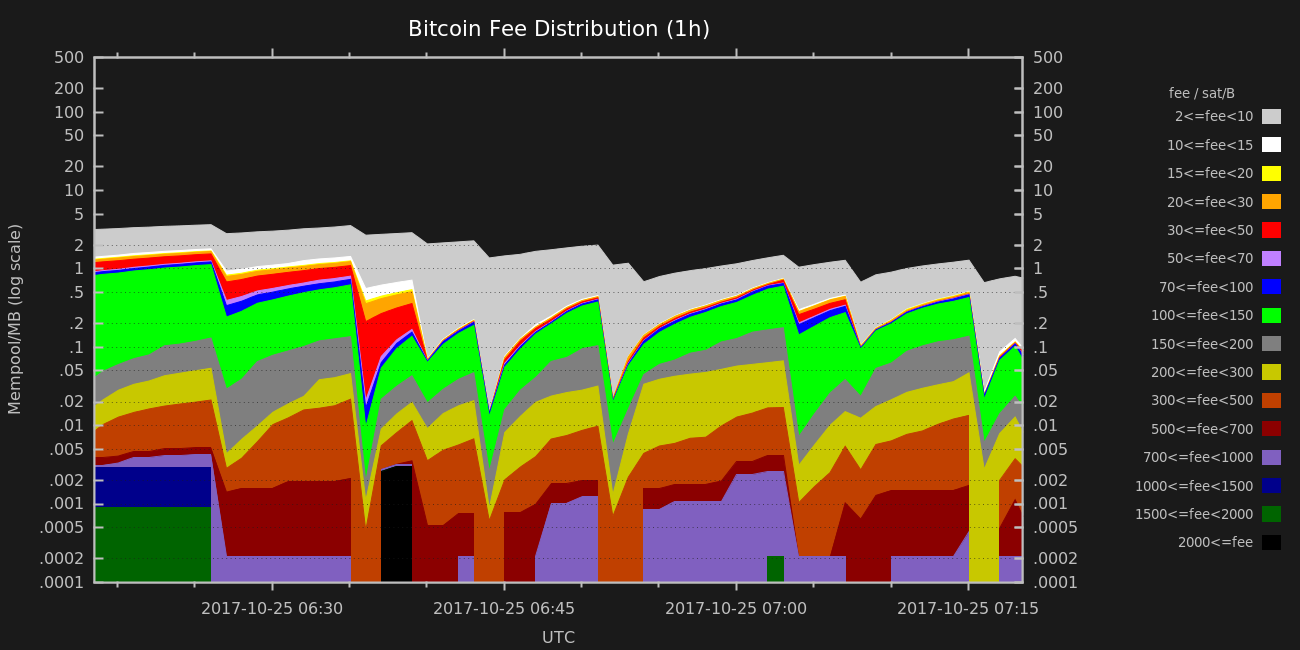 Bitcoin Fee Distribution (1h)
Mempool/MB (log scale)
500
200
100
50
20
10
5
2
1
.5
.2
.1
.05
.02
.01
.005
.002
.001
.0005
.0002
.0001
500
200
100
50
20
10
5
2
1
.5
.2
.1
.05
.02
.01
.005
.002
.001
.0005
.0002
.0001
2017-10-25 06:30
2017-10-25 06:45
2017-10-25 07:00
2017-10-25 07:15
UTC
fee / sat/B
2<=fee<10
10<=fee<15
15<=fee<20
20<=fee<30
30<=fee<50
50<=fee<70
70<=fee<100
100<=fee<150
150<=fee<200
200<=fee<300
300<=fee<500
500<=fee<700
700<=fee<1000
1000<=fee<1500
1500<=fee<2000
2000<=fee